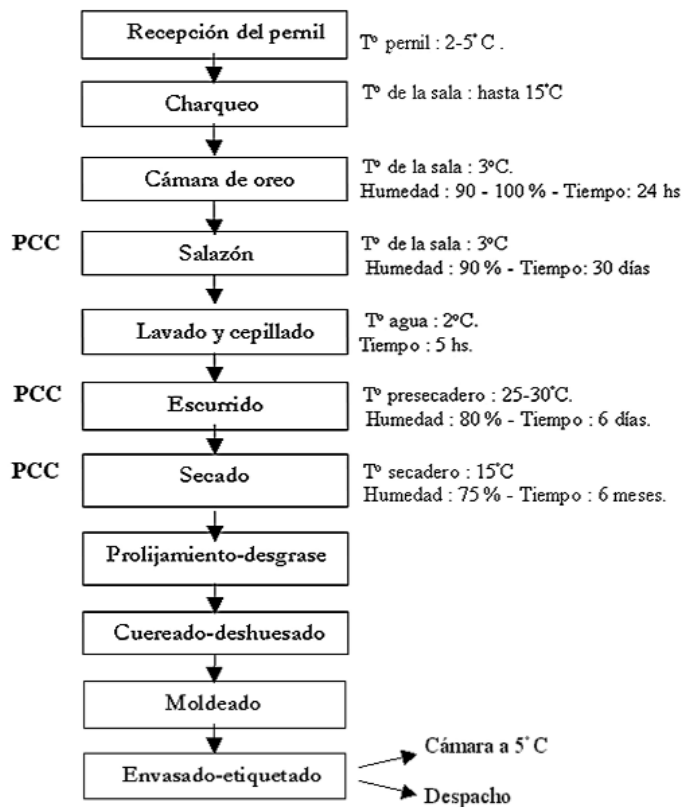 Recepción del pernil
Tº pernil : 2-5°C .
Charqueo
Tº de la sala : hasta 15°C
Cámara de oreo
Tº de la sala : 3ºC.
Humedad : 90 - 100 % - Tiempo: 24 hs
PCC
Salazón
Tº de la sala : 3ºC
Humedad : 90 % - Tiempo: 30 días
Lavado y cepillado
Tº agua : 2ºC.
Tiempo : 5 hs.
PCC
Escurrido
Tº presecadero : 25-30°C.
Humedad : 80 % - Tiempo : 6 días.
PCC
Secado
Tº secadero : 15°C
Humedad : 75 % - Tiempo : 6 meses.
Prolijamiento-desgrase
Cuereado-deshuesado
Moldeado
Envasado-etiquetado
Cámara a 5° C
Despacho